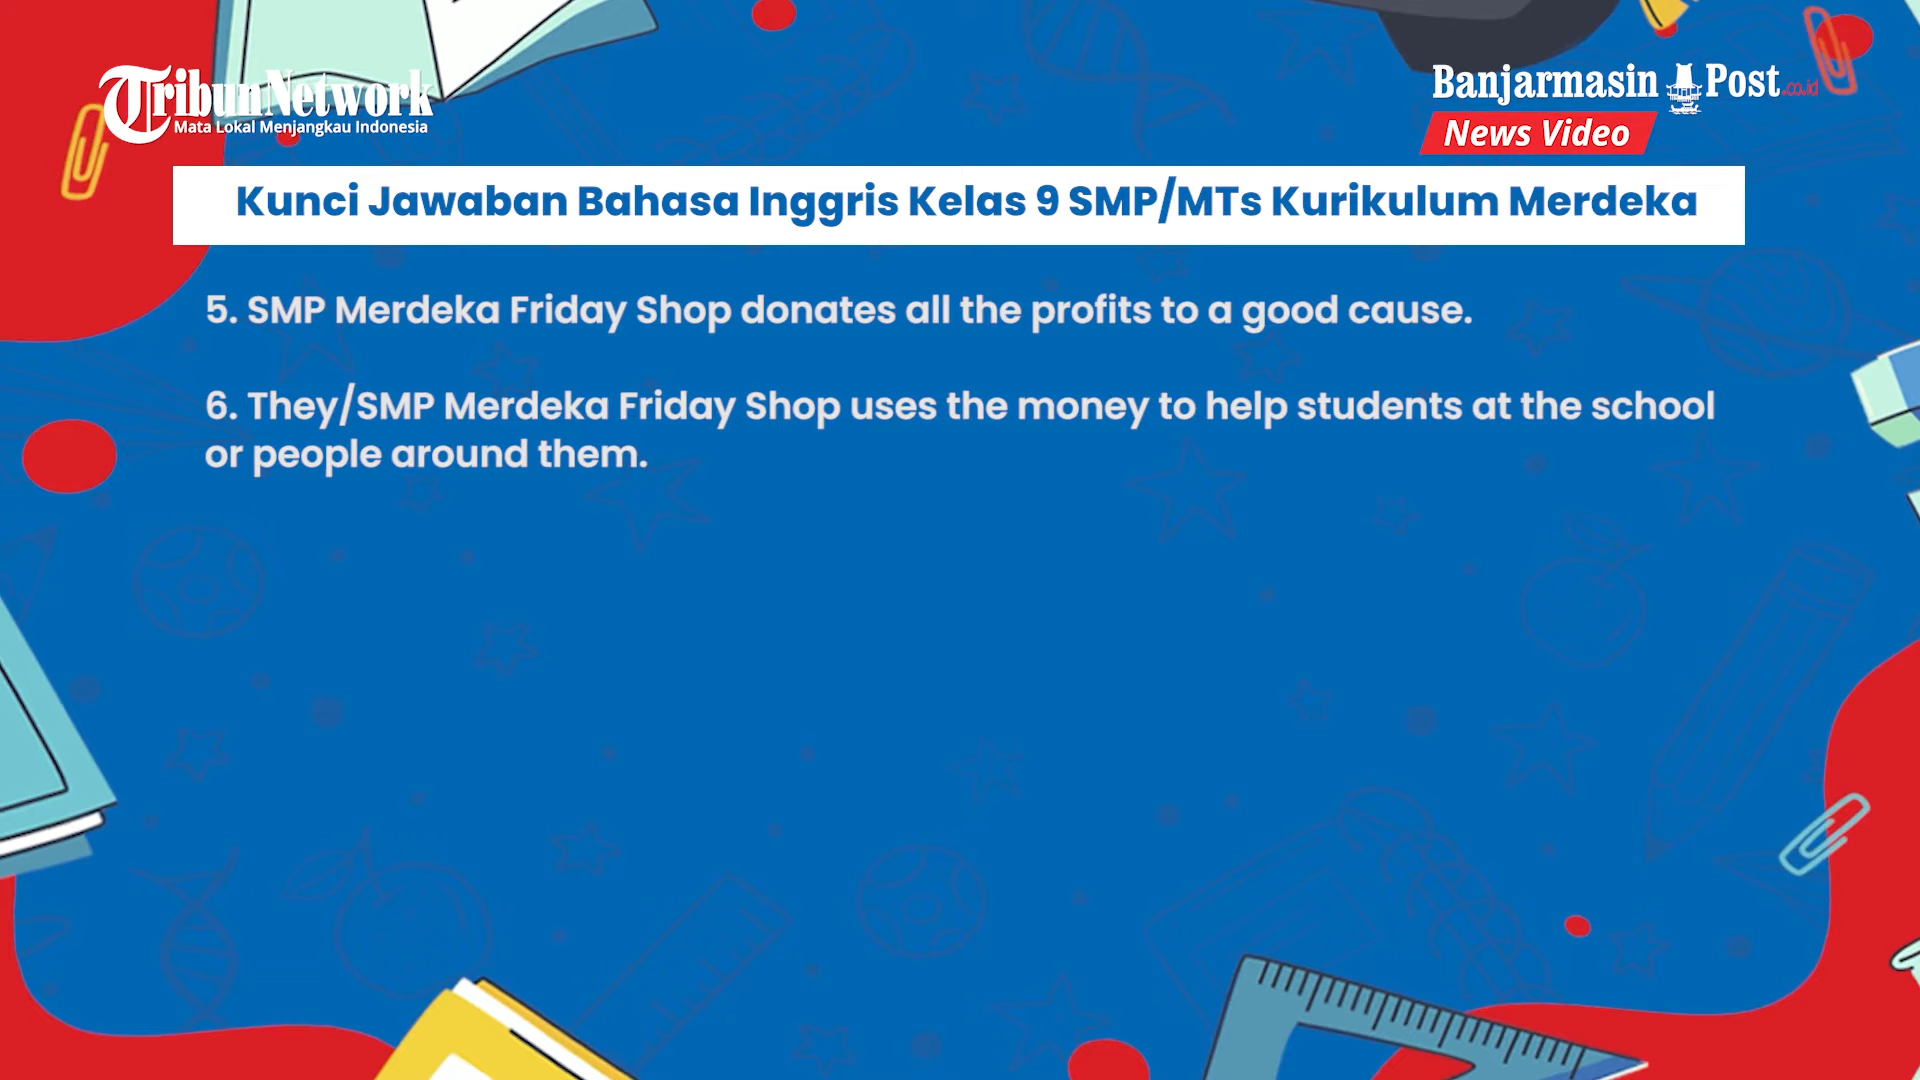 TribunNetwork
Mata Lokal Menjangkau Indonesia
Banjarmasin Post.co.id
News Video
Kunci Jawaban Bahasa Inggris Kelas 9 SMP/MTs Kurikulum Merdeka
5. SMP Merdeka Friday Shop donates all the profits to a good cause.
6. They/SMP Merdeka Friday Shop uses the money to help students at the school
or people around them.